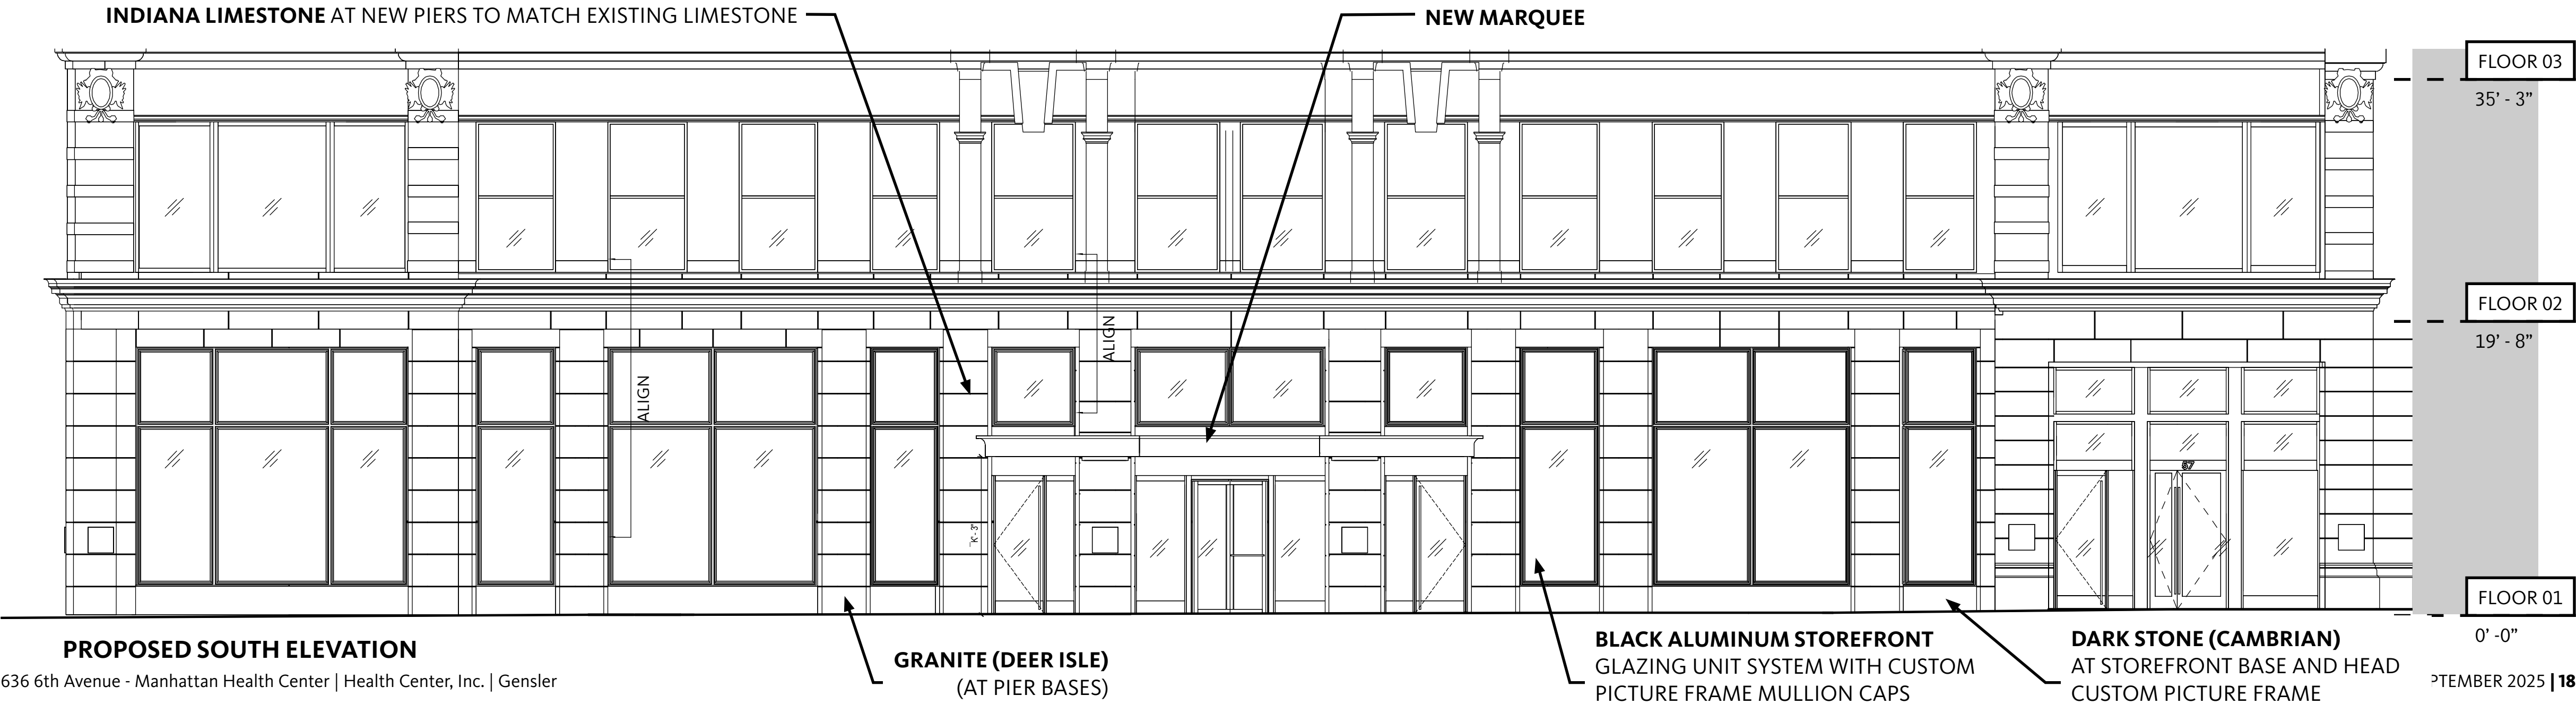 INDIANA LIMESTONE AT NEW PIERS TO MATCH EXISTING LIMESTONE
NEW MARQUEE
FLOOR 03
35’ - 3”
FLOOR 02
19’ - 8”
ALIGN
ALIGN
57
FLOOR 01
0’ -0”
PROPOSED SOUTH ELEVATION
636 6th Avenue - Manhattan Health Center | Health Center, Inc. | Gensler
GRANITE (DEER ISLE)
(AT PIER BASES)
BLACK ALUMINUM STOREFRONT
GLAZING UNIT SYSTEM WITH CUSTOM
PICTURE FRAME MULLION CAPS
DARK STONE (CAMBRIAN)
AT STOREFRONT BASE AND HEAD
CUSTOM PICTURE FRAME
PTEMBER 2025 | 18